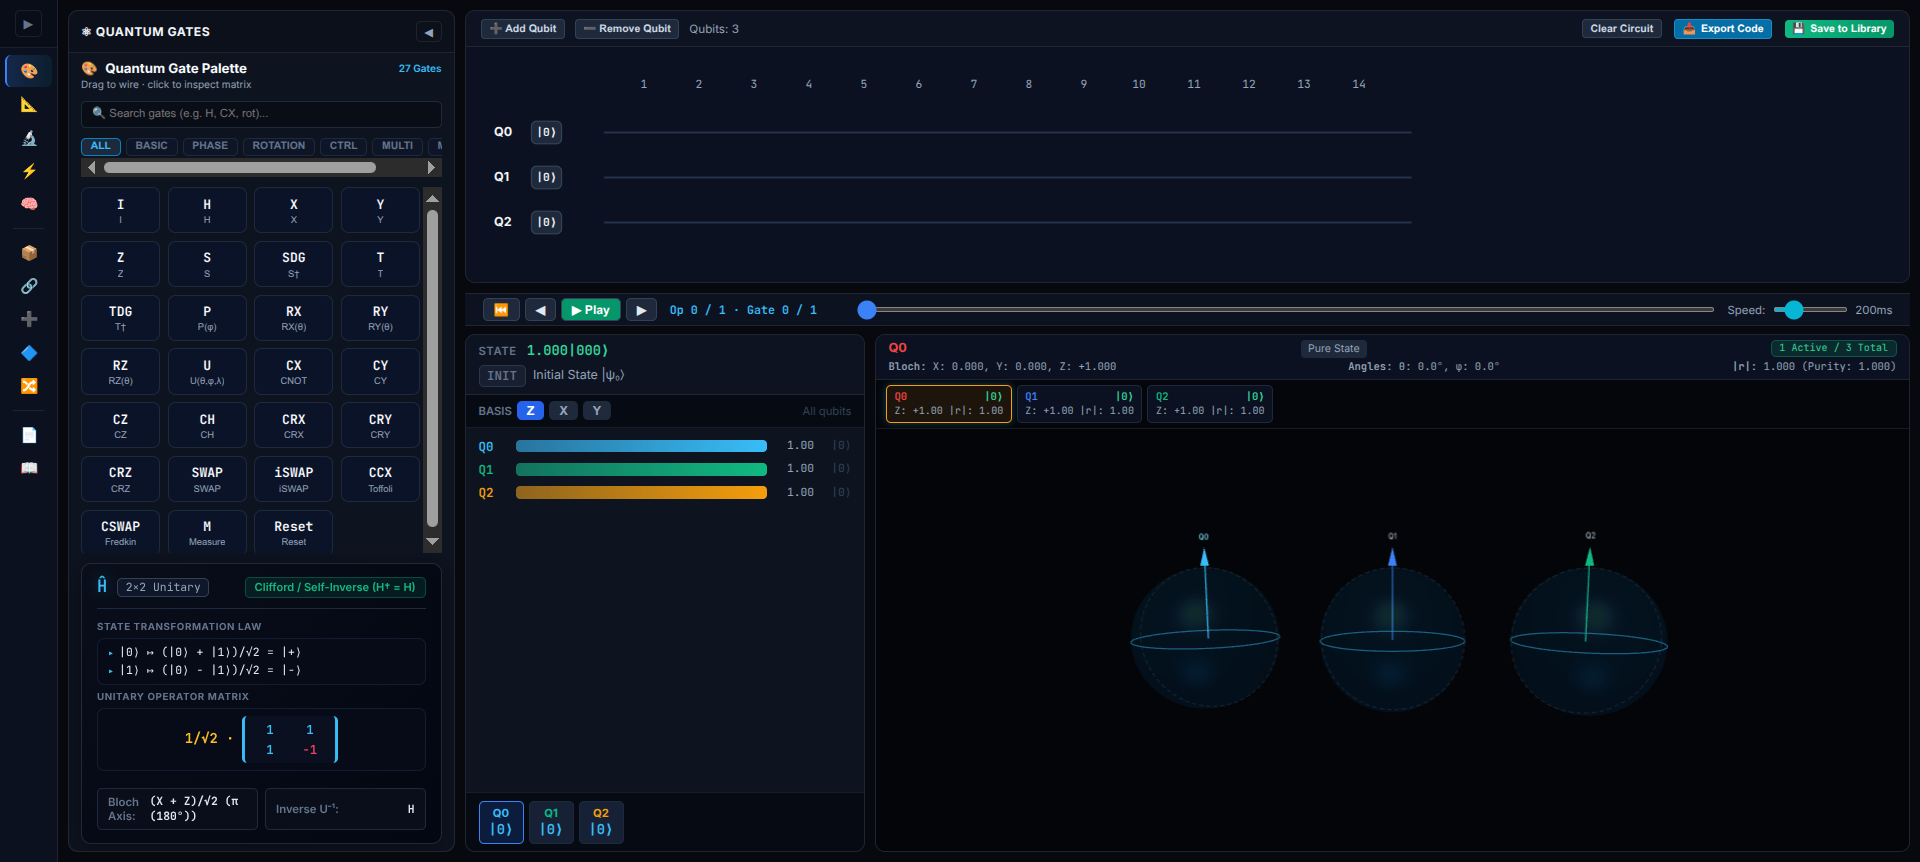 ⚛ QUANTUM GATES
Quantum Gate Palette
27 Gates
Drag to wire · click to inspect matrix
Search gates (e.g. H, CX, rot)...
ALL BASIC PHASE ROTATION CTRL MULTI
I
I
H
H
X
X
Y
Y
Z
Z
S
S
SDG
S†
T
T
TDG
T†
P
P(φ)
RX
RX(θ)
RY
RY(θ)
RZ
RZ(θ)
U
U(θ,φ,λ)
CX
CNOT
CY
CY
CZ
CZ
CH
CH
CRX
CRX
CRY
CRY
CRZ
CRZ
SWAP
SWAP
iSWAP
iSWAP
CCX
Toffoli
CSWAP
Fredkin
M
Measure
Reset
Reset
Ĥ 2×2 Unitary Clifford / Self-Inverse (H† = H)
STATE TRANSFORMATION LAW
▸ |0⟩ ↦ (|0⟩ + |1⟩)/√2 = |+⟩
▸ |1⟩ ↦ (|0⟩ - |1⟩)/√2 = |-⟩
UNITARY OPERATOR MATRIX
1/√2 ·
1 1
1 -1
Bloch Axis: (X + Z)/√2 (π (180°))
Inverse U⁻¹: H
Add Qubit Remove Qubit Qubits: 3
Clear Circuit Export Code Save to Library
1 2 3 4 5 6 7 8 9 10 11 12 13 14
Q0 |0⟩
Q1 |0⟩
Q2 |0⟩
▶ Play Op 0 / 1 · Gate 0 / 1
Speed: 200ms
STATE 1.000|000⟩
INIT Initial State |ψ₀⟩
BASIS Z X Y All qubits
Q0 1.00 |0⟩
Q1 1.00 |0⟩
Q2 1.00 |0⟩
Q0
|0⟩
Q1
|0⟩
Q2
|0⟩
Q0 Pure State 1 Active / 3 Total
Bloch: X: 0.000, Y: 0.000, Z: +1.000 Angles: θ: 0.0°, φ: 0.0° |r|: 1.000 (Purity: 1.000)
Q0 |0⟩
Z: +1.00 |r|: 1.00
Q1 |0⟩
Z: +1.00 |r|: 1.00
Q2 |0⟩
Z: +1.00 |r|: 1.00
Q0
Q1
Q2